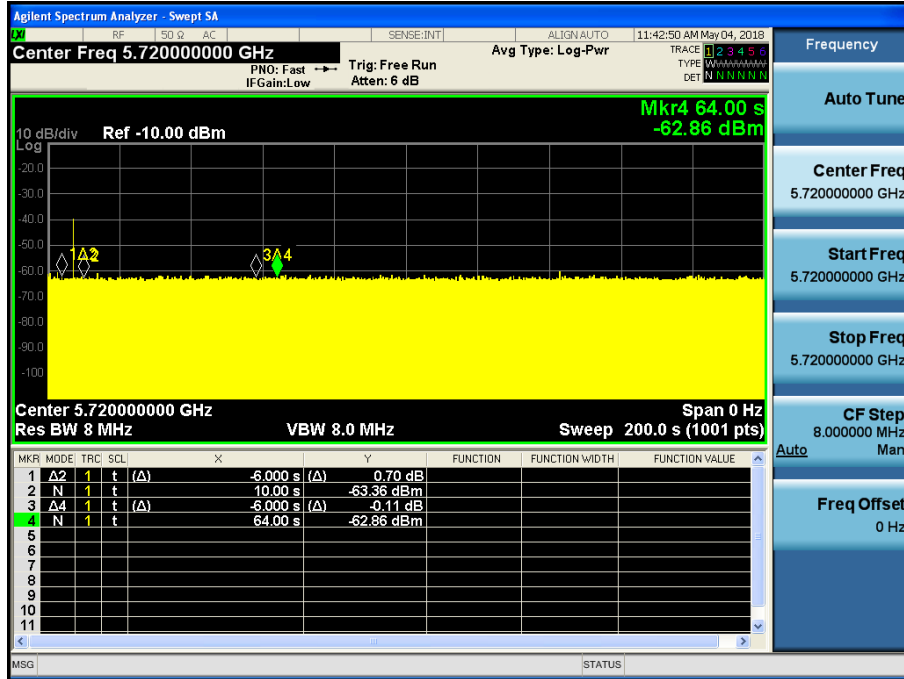 Agilent Spectrum Analyzer - Swept SA
LXI RF 50 Ω AC SENSE:INT ALIGN AUTO 11:42:50 AM May 04, 2018
Center Freq 5.720000000 GHz
PNO: Fast
IFGain:Low
Trig: Free Run
Atten: 6 dB
Avg Type: Log-Pwr
TRACE 1 2 3 4 5 6
TYPE
DET N N N N N N
Frequency
Mkr4 64.00 s
-62.86 dBm
10 dB/div Ref -10.00 dBm
Log
-20.0
-30.0
-40.0
-50.0
-60.0
-70.0
-80.0
-90.0
-100
1Δ2
3Δ4
Center 5.720000000 GHz Span 0 Hz
Res BW 8 MHz VBW 8.0 MHz Sweep 200.0 s (1001 pts)
MKR MODE TRC SCL X Y FUNCTION FUNCTION WIDTH FUNCTION VALUE
1 Δ2 1 t (Δ) -6.000 s (Δ) 0.70 dB
2 N 1 t 10.00 s -63.36 dBm
3 Δ4 1 t (Δ) -6.000 s (Δ) -0.11 dB
4 N 1 t 64.00 s -62.86 dBm
5
6
7
8
9
10
11
Auto Tune
Center Freq
5.720000000 GHz
Start Freq
5.720000000 GHz
Stop Freq
5.720000000 GHz
CF Step
8.000000 MHz
Auto Man
Freq Offset
0 Hz
MSG STATUS